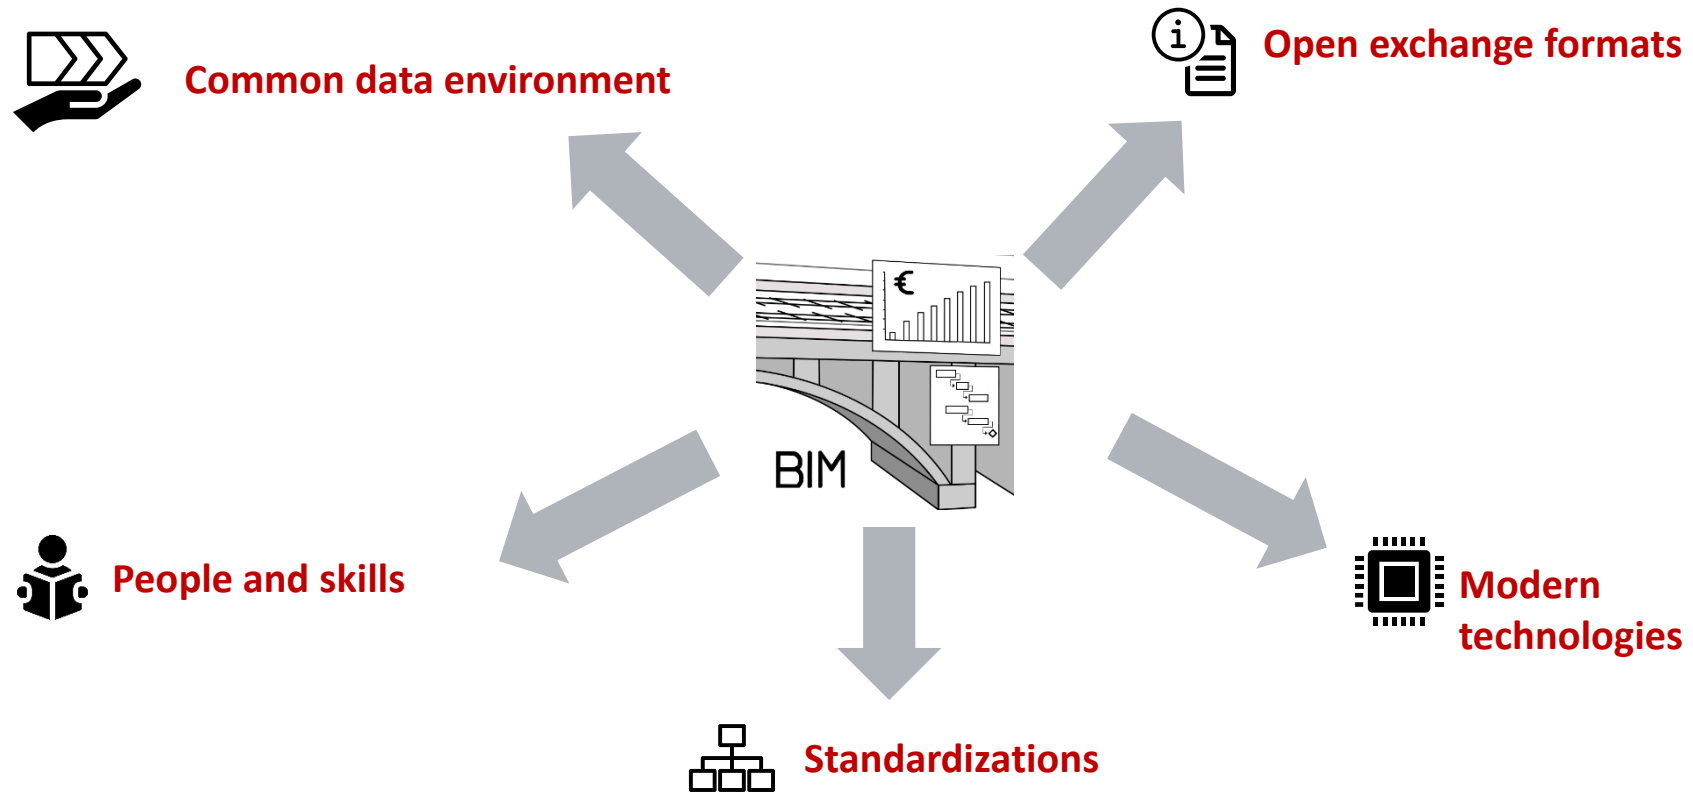 Common data environment
i
Open exchange formats
€
BIM
People and skills
Modern
technologies
Standardizations